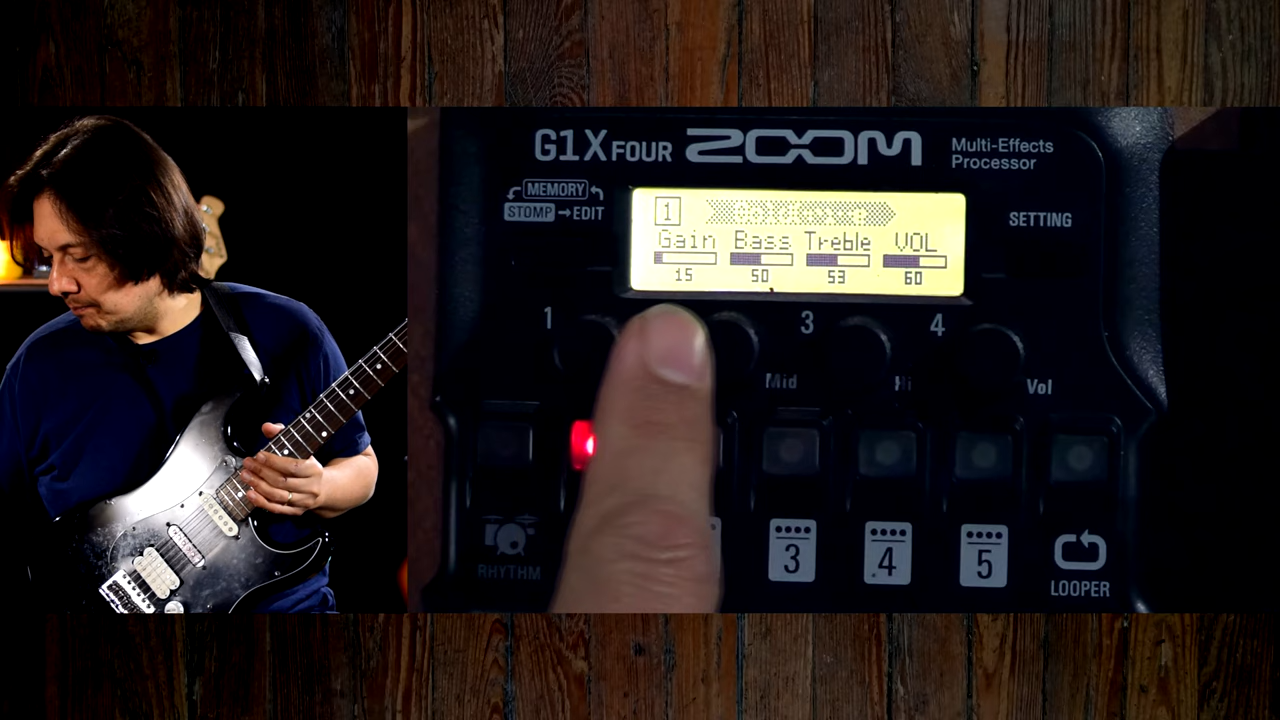 G1X FOUR ZOOM Multi-Effects
Processor
MEMORY
STOMP → EDIT
SETTING
1
Gain Bass Treble VOL
15 50 53 60
1 3 4
Mid Hi Vol
3 4 5
RHYTHM
LOOPER